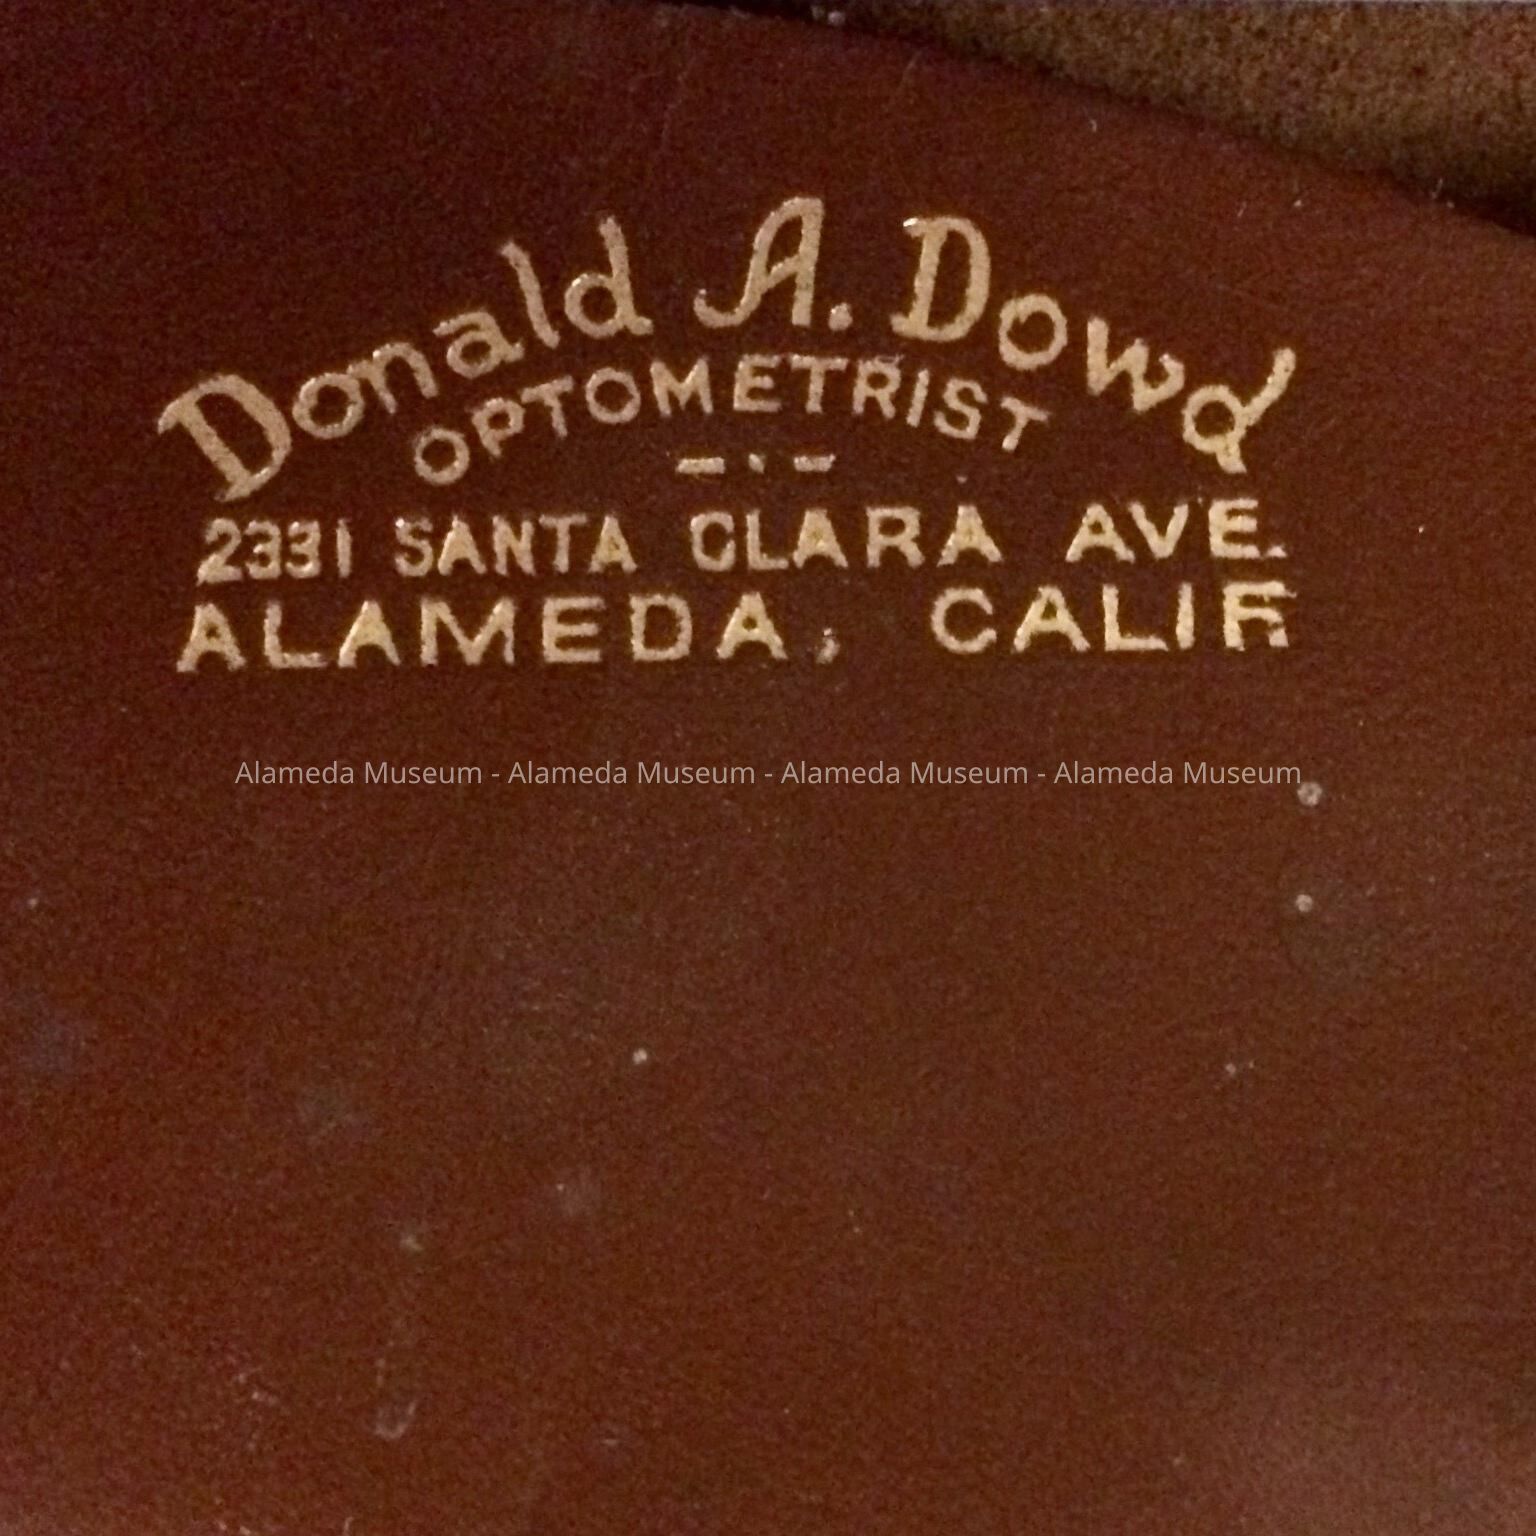 Donald A. Dowd
OPTOMETRIST
2331 SANTA CLARA AVE.
ALAMEDA, CALIF
Alameda Museum - Alameda Museum - Alameda Museum - Alameda Museum